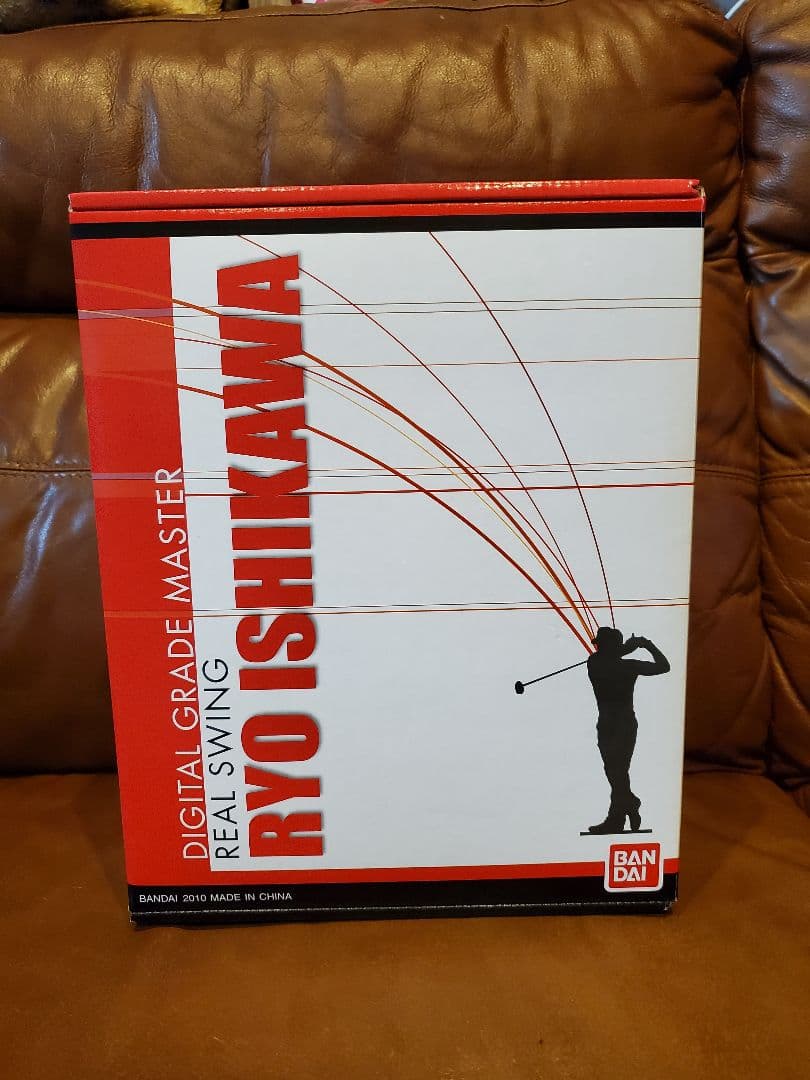 DIGITAL GRADE MASTER
REAL SWING
RYO ISHIKAWA
BAN
DAI
BANDAI 2010 MADE IN CHINA